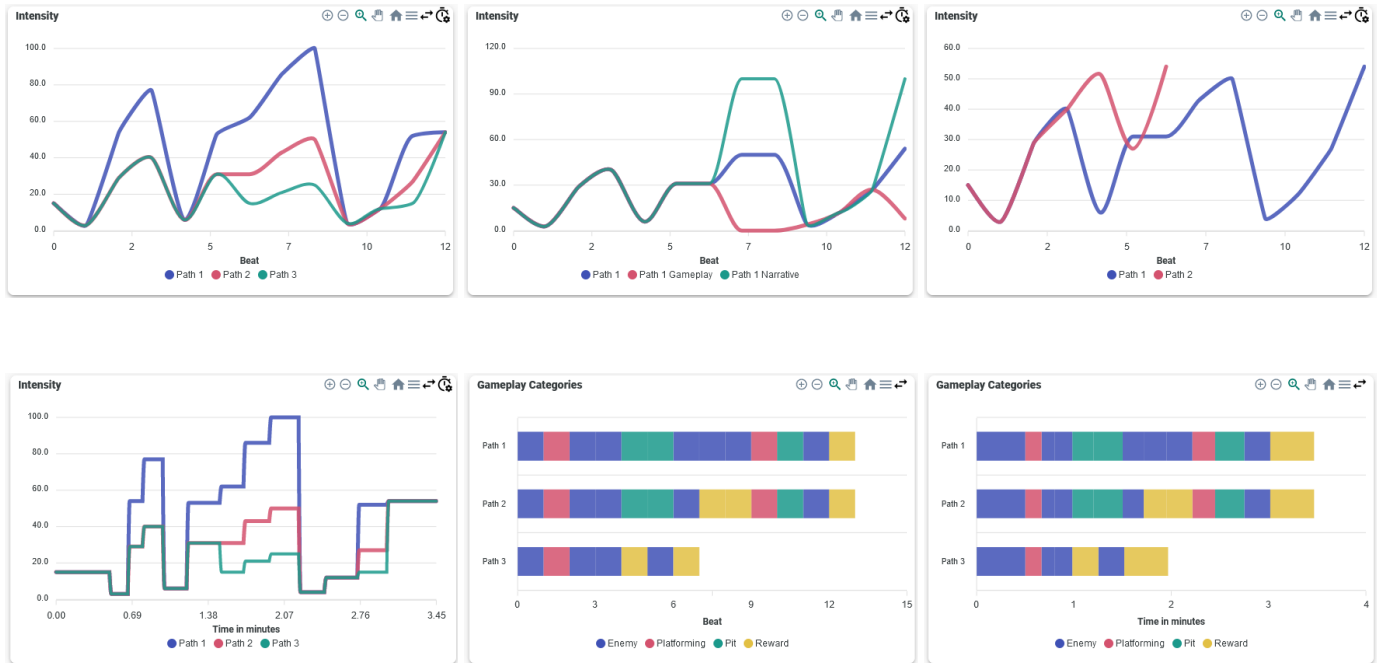 Intensity
100.0
80.0
60.0
40.0
20.0
0.0
0 2 5 7 10 12
Beat
Path 1 Path 2 Path 3
Intensity
120.0
90.0
60.0
30.0
0.0
0 2 5 7 10 12
Beat
Path 1 Path 1 Gameplay Path 1 Narrative
Intensity
60.0
50.0
40.0
30.0
20.0
10.0
0.0
0 2 5 7 10 12
Beat
Path 1 Path 2
Intensity
100.0
80.0
60.0
40.0
20.0
0.0
0.00 0.69 1.38 2.07 2.76 3.45
Time in minutes
Path 1 Path 2 Path 3
Gameplay Categories
Path 1
Path 2
Path 3
0 3 6 9 12 15
Beat
Enemy Platforming Pit Reward
Gameplay Categories
Path 1
Path 2
Path 3
0 1 2 3 4
Time in minutes
Enemy Platforming Pit Reward